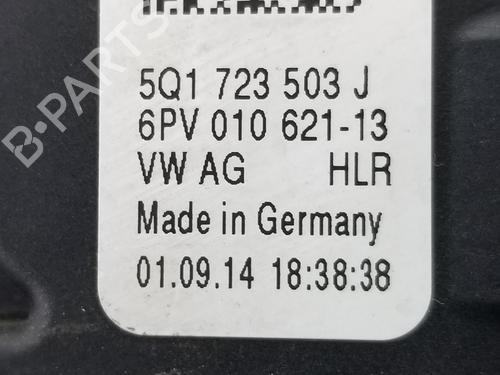 5Q1 723 503 J
6PV 010 621-13
VW AG HLR
Made in Germany
01.09.14 18:38:38